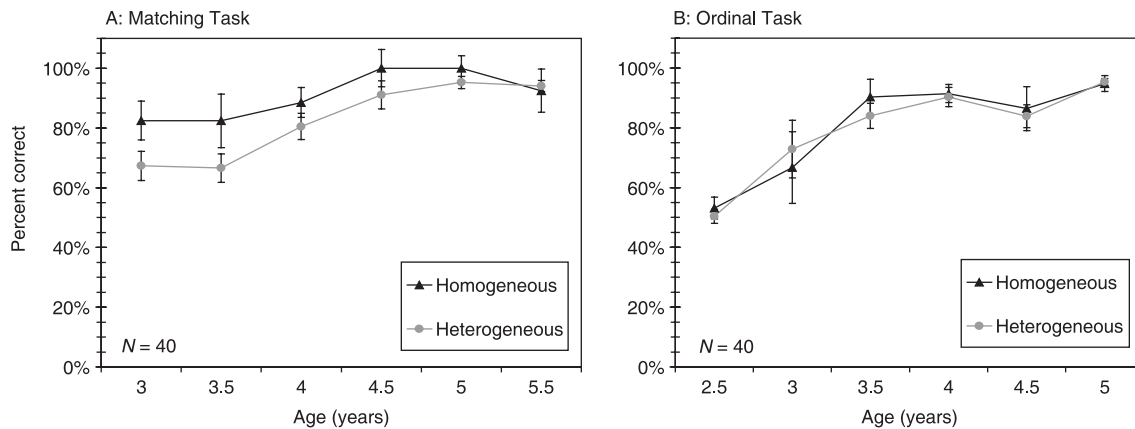 A: Matching Task
Percent correct
100%
80%
60%
40%
20%
0%
Homogeneous
Heterogeneous
N = 40
3 3.5 4 4.5 5 5.5
Age (years)
B: Ordinal Task
100%
80%
60%
40%
20%
0%
Homogeneous
Heterogeneous
N = 40
2.5 3 3.5 4 4.5 5
Age (years)